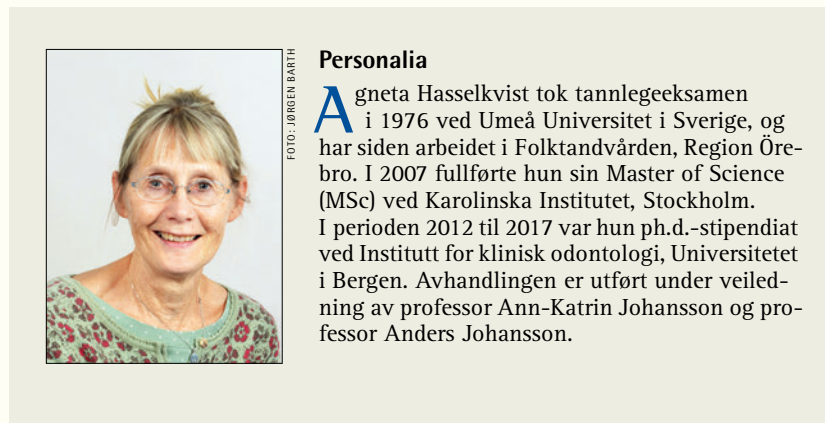 FOTO: JØRGEN BARTH
Personalia
Agneta Hasselkvist tok tannlegeeksamen
i 1976 ved Umeå Universitet i Sverige, og
har siden arbeidet i Folktandvården, Region Öre-
bro. I 2007 fullførte hun sin Master of Science
(MSc) ved Karolinska Institutet, Stockholm.
I perioden 2012 til 2017 var hun ph.d.-stipendiat
ved Institutt for klinisk odontologi, Universitetet
i Bergen. Avhandlingen er utført under veiled-
ning av professor Ann-Katrin Johansson og pro-
fessor Anders Johansson.